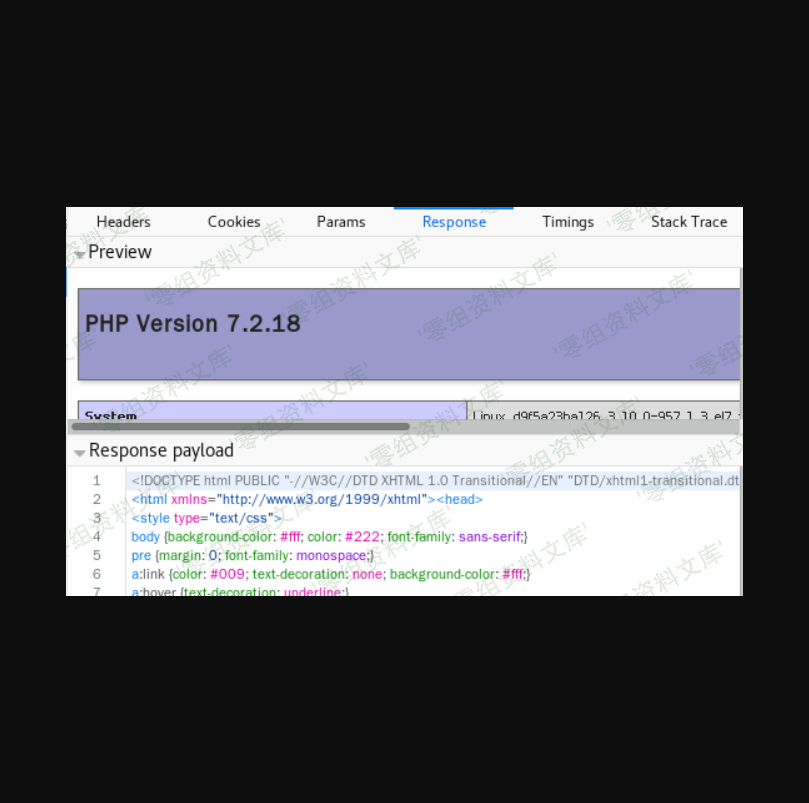 Headers Cookies Params Response Timings Stack Trace
Preview
PHP Version 7.2.18
System Linux d9f5a23ba126 3.10.0-957.1.3.el7.
Response payload
1 <!DOCTYPE html PUBLIC "-//W3C//DTD XHTML 1.0 Transitional//EN" "DTD/xhtml1-transitional.dt
2 <html xmlns="http://www.w3.org/1999/xhtml"><head>
3 <style type="text/css">
4 body {background-color: #fff; color: #222; font-family: sans-serif;}
5 pre {margin: 0; font-family: monospace;}
6 a:link {color: #009; text-decoration: none; background-color: #fff;}
7 a:hover {text-decoration: underline;}
'零组资料文库'